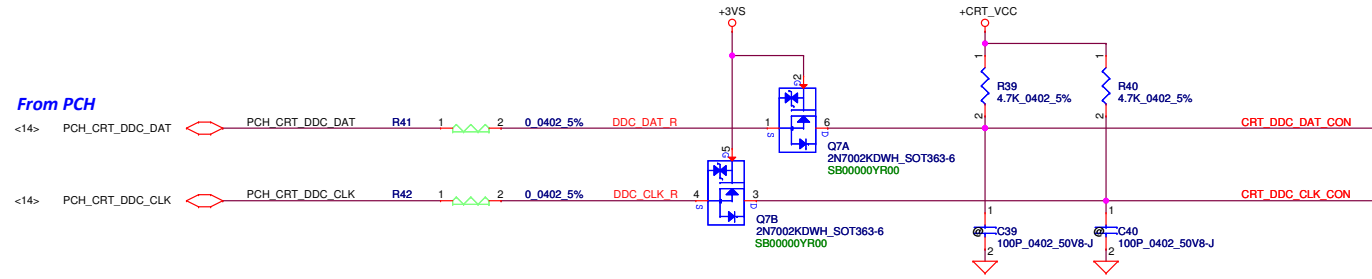 +3VS
+CRT_VCC
From PCH
R39
4.7K_0402_5%
R40
4.7K_0402_5%
1
1
2
2
2
G
<14> PCH_CRT_DDC_DAT PCH_CRT_DDC_DAT R41 1 2 0_0402_5% DDC_DAT_R 1 S 6 D CRT_DDC_DAT_CON
Q7A
2N7002KDWH_SOT363-6
SB00000YR00
5
G
<14> PCH_CRT_DDC_CLK PCH_CRT_DDC_CLK R42 1 2 0_0402_5% DDC_CLK_R 4 S 3 D CRT_DDC_CLK_CON
Q7B
2N7002KDWH_SOT363-6
SB00000YR00
1
@
C39
100P_0402_50V8-J
2
1
@
C40
100P_0402_50V8-J
2